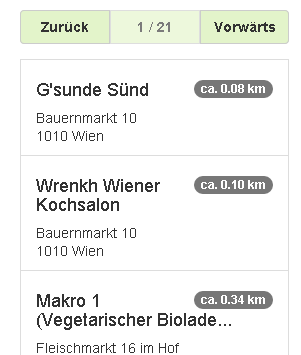 Zurück 1 / 21 Vorwärts
G'sunde Sünd ca. 0.08 km
Bauernmarkt 10
1010 Wien
Wrenkh Wiener ca. 0.10 km
Kochsalon
Bauernmarkt 10
1010 Wien
Makro 1 ca. 0.34 km
(Vegetarischer Biolade...
Fleischmarkt 16 im Hof